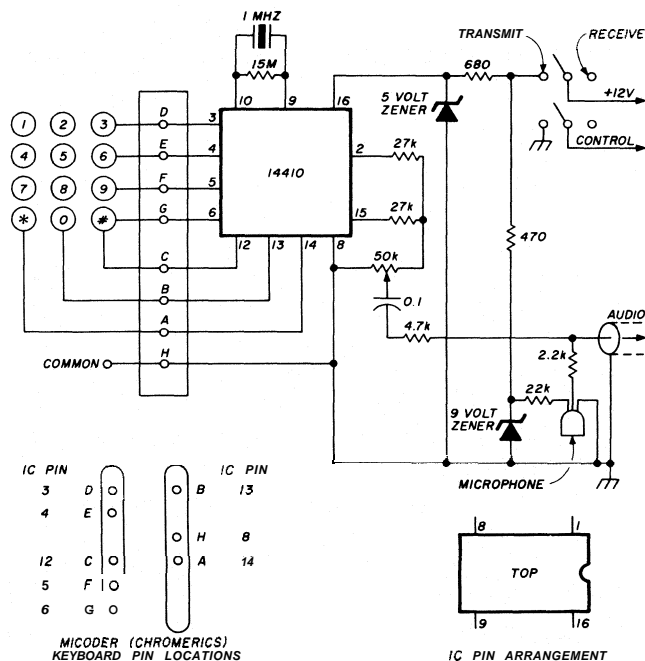 1 MHZ
15M
10 9 16
TRANSMIT RECEIVE
680
5 VOLT
ZENER
+12V
CONTROL
1 2 3 D 3
4 5 6 E 4
7 8 9 F 5
* 0 # G 6
14410
2 27k
15 27k
12 13 14 8
50k
470
C
B
A
0.1
4.7k
AUDIO
COMMON H
2.2k
22k
9 VOLT
ZENER
MICROPHONE
IC PIN IC PIN
3 D B 13
4 E
H 8
12 C A 14
5 F
6 G
MICODER (CHROMERICS)
KEYBOARD PIN LOCATIONS
8 1
TOP
9 16
IC PIN ARRANGEMENT